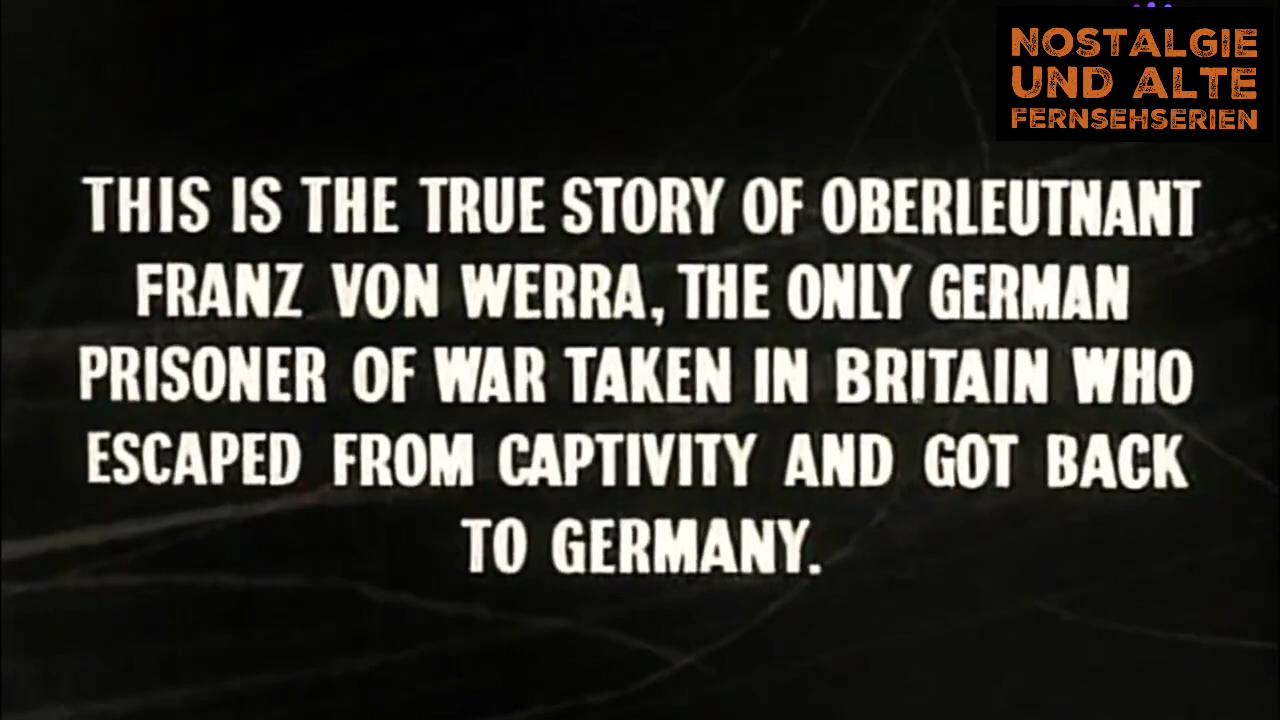 NOSTALGIE
UND ALTE
FERNSEHSERIEN
THIS IS THE TRUE STORY OF OBERLEUTNANT
FRANZ VON WERRA, THE ONLY GERMAN
PRISONER OF WAR TAKEN IN BRITAIN WHO
ESCAPED FROM CAPTIVITY AND GOT BACK
TO GERMANY.